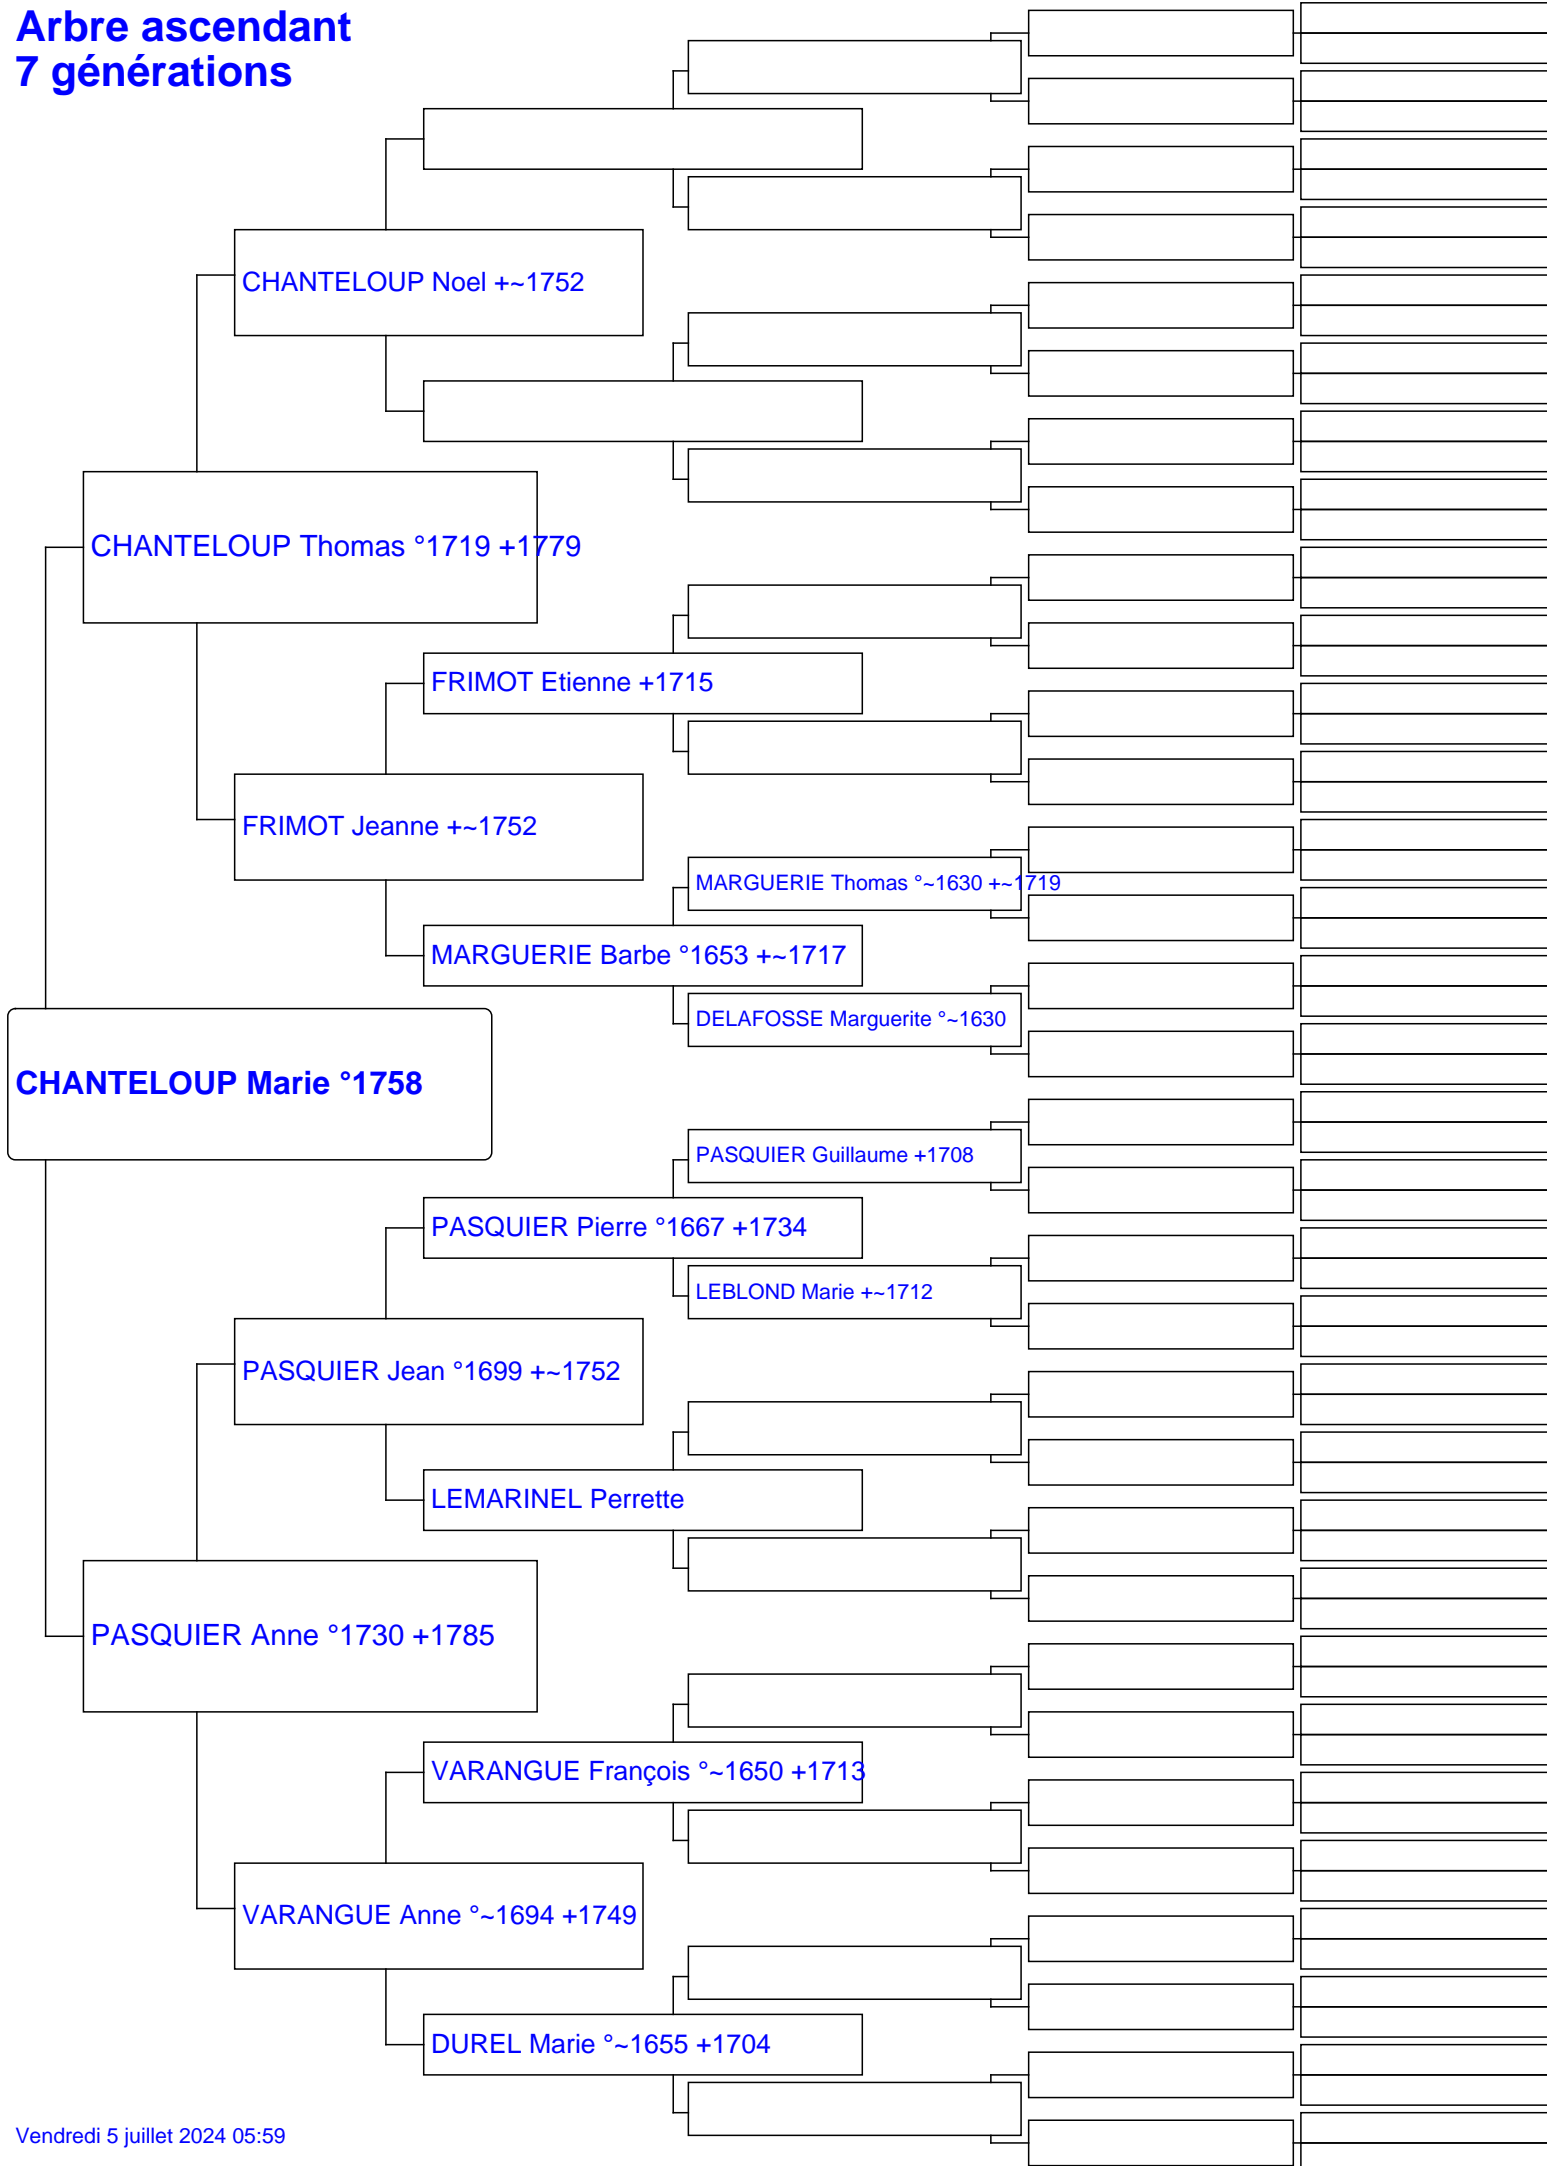 Arbre ascendant
7 générations
CHANTELOUP Noel +~1752
CHANTELOUP Thomas °1719 +1779
FRIMOT Etienne +1715
FRIMOT Jeanne +~1752
MARGUERIE Thomas °~1630 +~1719
MARGUERIE Barbe °1653 +~1717
DELAFOSSE Marguerite °~1630
CHANTELOUP Marie °1758
PASQUIER Guillaume +1708
PASQUIER Pierre °1667 +1734
LEBLOND Marie +~1712
PASQUIER Jean °1699 +~1752
LEMARINEL Perrette
PASQUIER Anne °1730 +1785
VARANGUE François °~1650 +1713
VARANGUE Anne °~1694 +1749
DUREL Marie °~1655 +1704
Vendredi 5 juillet 2024 05:59